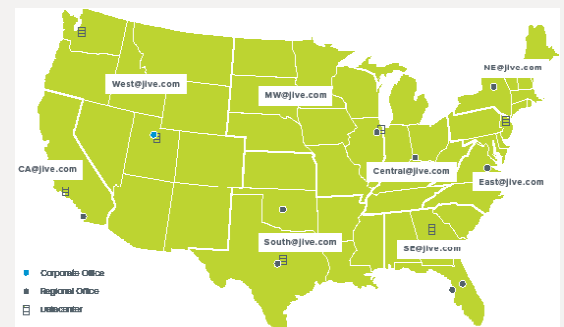 NE@jive.com
West@jive.com
MW@jive.com
CA@jive.com
Central@jive.com
East@jive.com
South@jive.com
SE@jive.com
Corporate Office
Regional Office
Datacenter